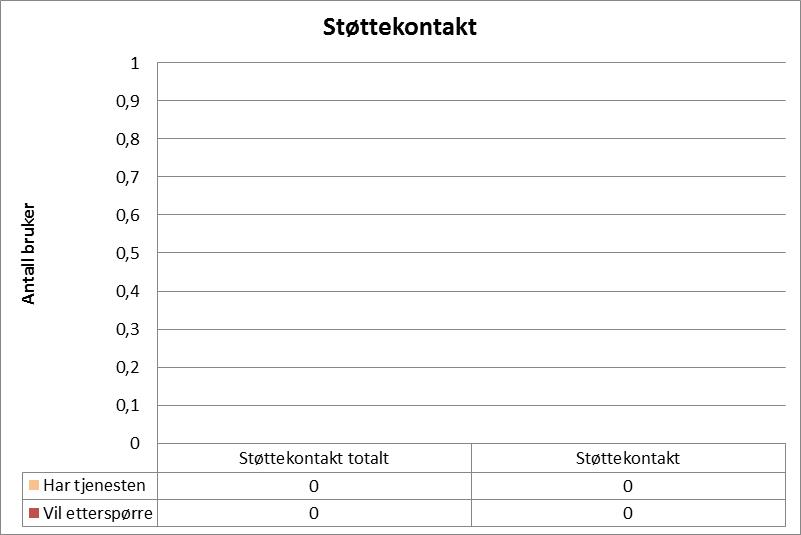 Støttekontakt
Antall bruker
1
0,9
0,8
0,7
0,6
0,5
0,4
0,3
0,2
0,1
0
Støttekontakt totalt Støttekontakt
Har tjenesten 0 0
Vil etterspørre 0 0